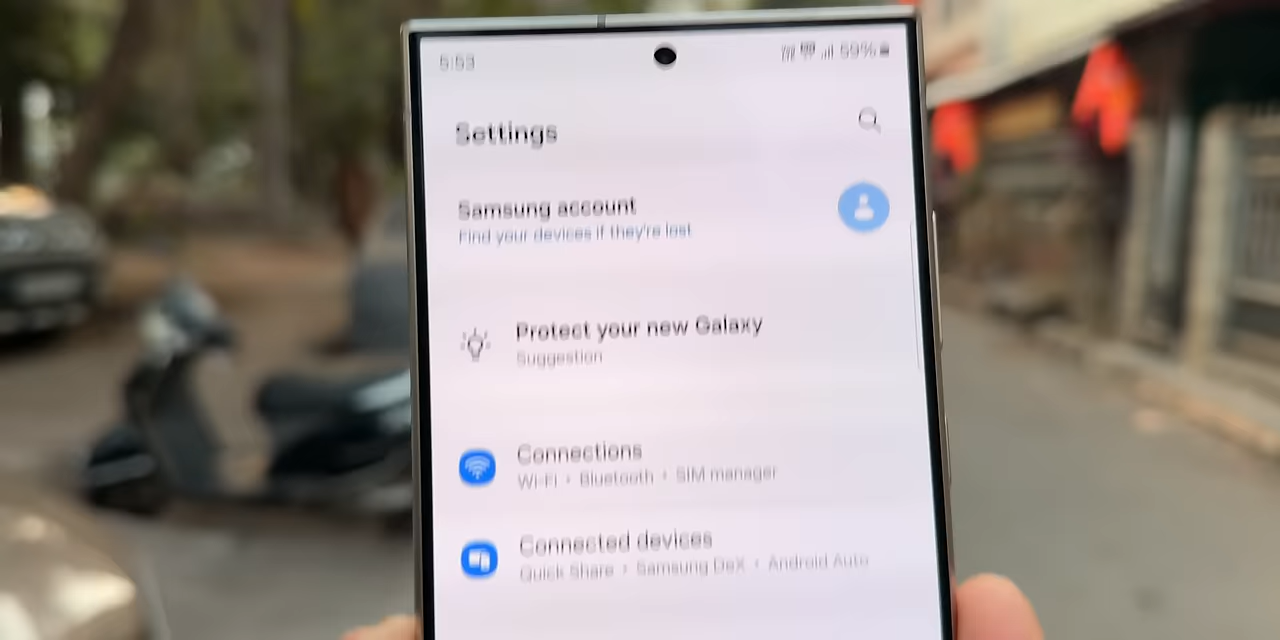 5:53
59%
Settings
Samsung account
Find your devices if they're lost
Protect your new Galaxy
Suggestion
Connections
Wi-Fi • Bluetooth • SIM manager
Connected devices
Quick Share • Samsung DeX • Android Auto